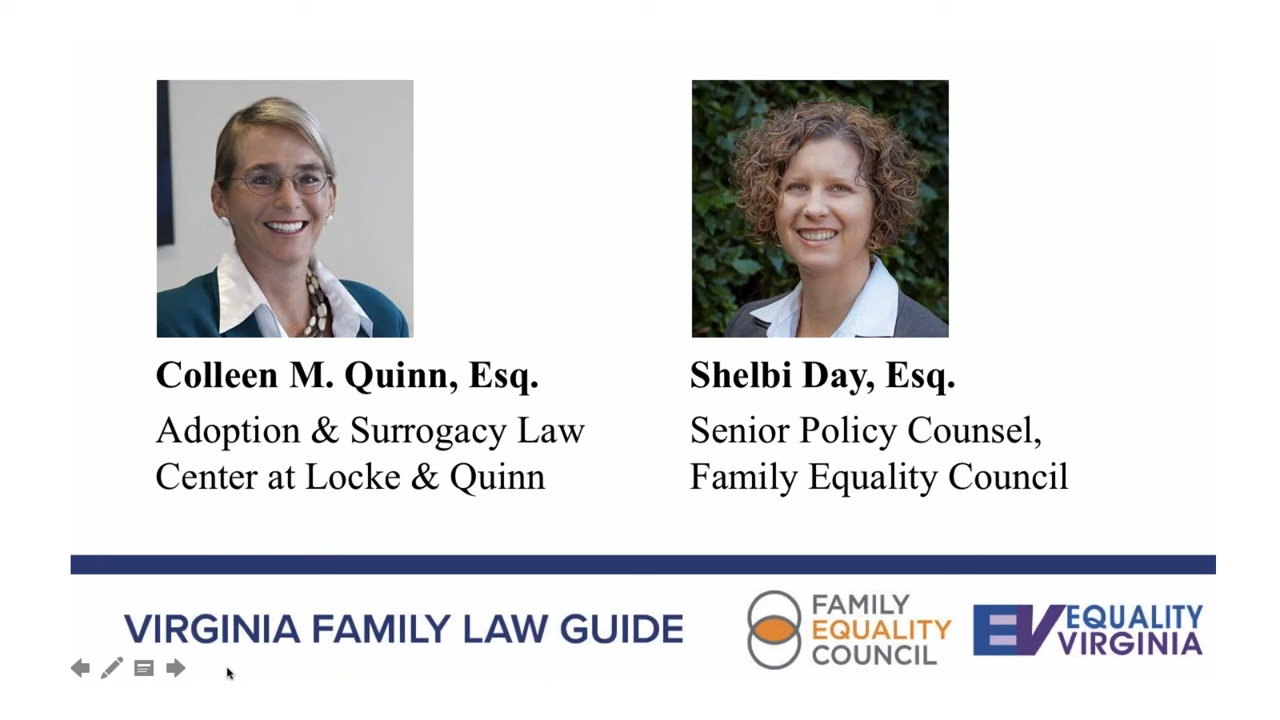 Colleen M. Quinn, Esq.
Adoption & Surrogacy Law
Center at Locke & Quinn
Shelbi Day, Esq.
Senior Policy Counsel,
Family Equality Council
VIRGINIA FAMILY LAW GUIDE
FAMILY
EQUALITY
COUNCIL
EV EQUALITY
VIRGINIA